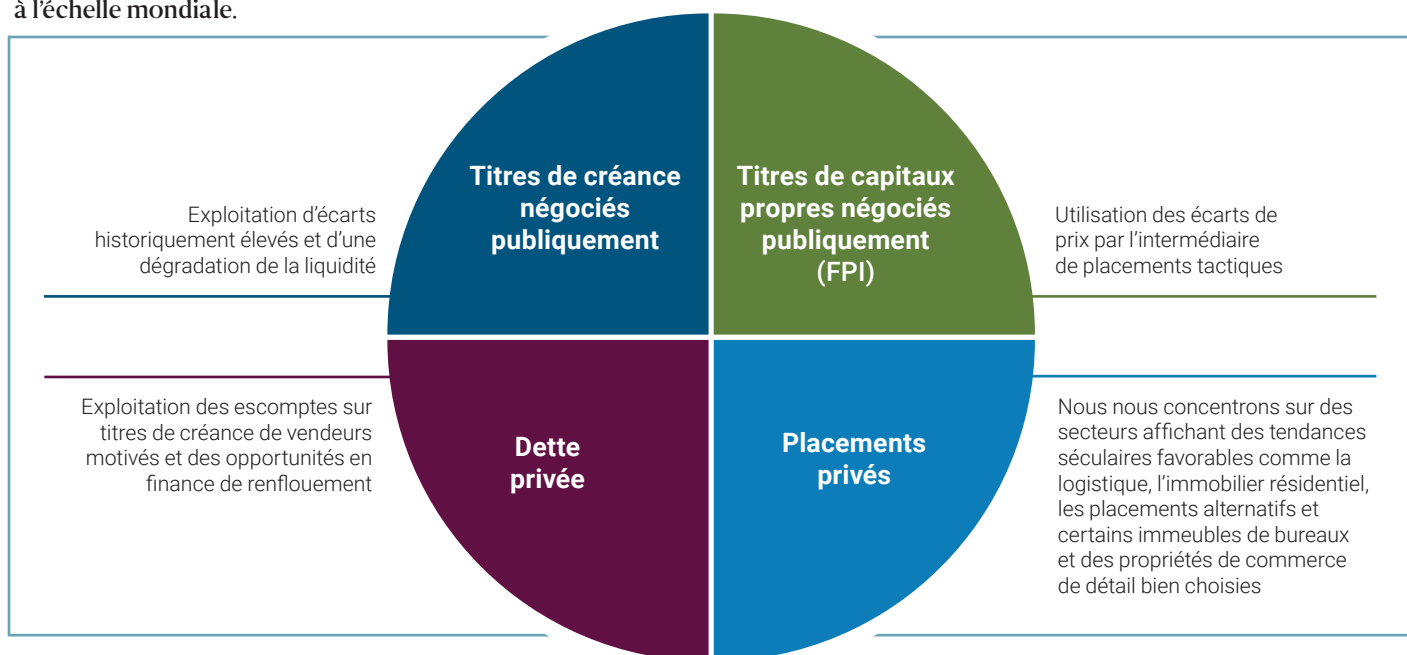 à l’échelle mondiale.
Titres de créance
négociés
publiquement
Titres de capitaux
propres négociés
publiquement
(FPI)
Exploitation d’écarts
historiquement élevés et d’une
dégradation de la liquidité
Utilisation des écarts de
prix par l’intermédiaire
de placements tactiques
Exploitation des escomptes sur
titres de créance de vendeurs
motivés et des opportunités en
finance de renflouement
Dette
privée
Placements
privés
Nous nous concentrons sur des
secteurs affichant des tendances
séculaires favorables comme la
logistique, l’immobilier résidentiel,
les placements alternatifs et
certains immeubles de bureaux
et des propriétés de commerce
de détail bien choisies